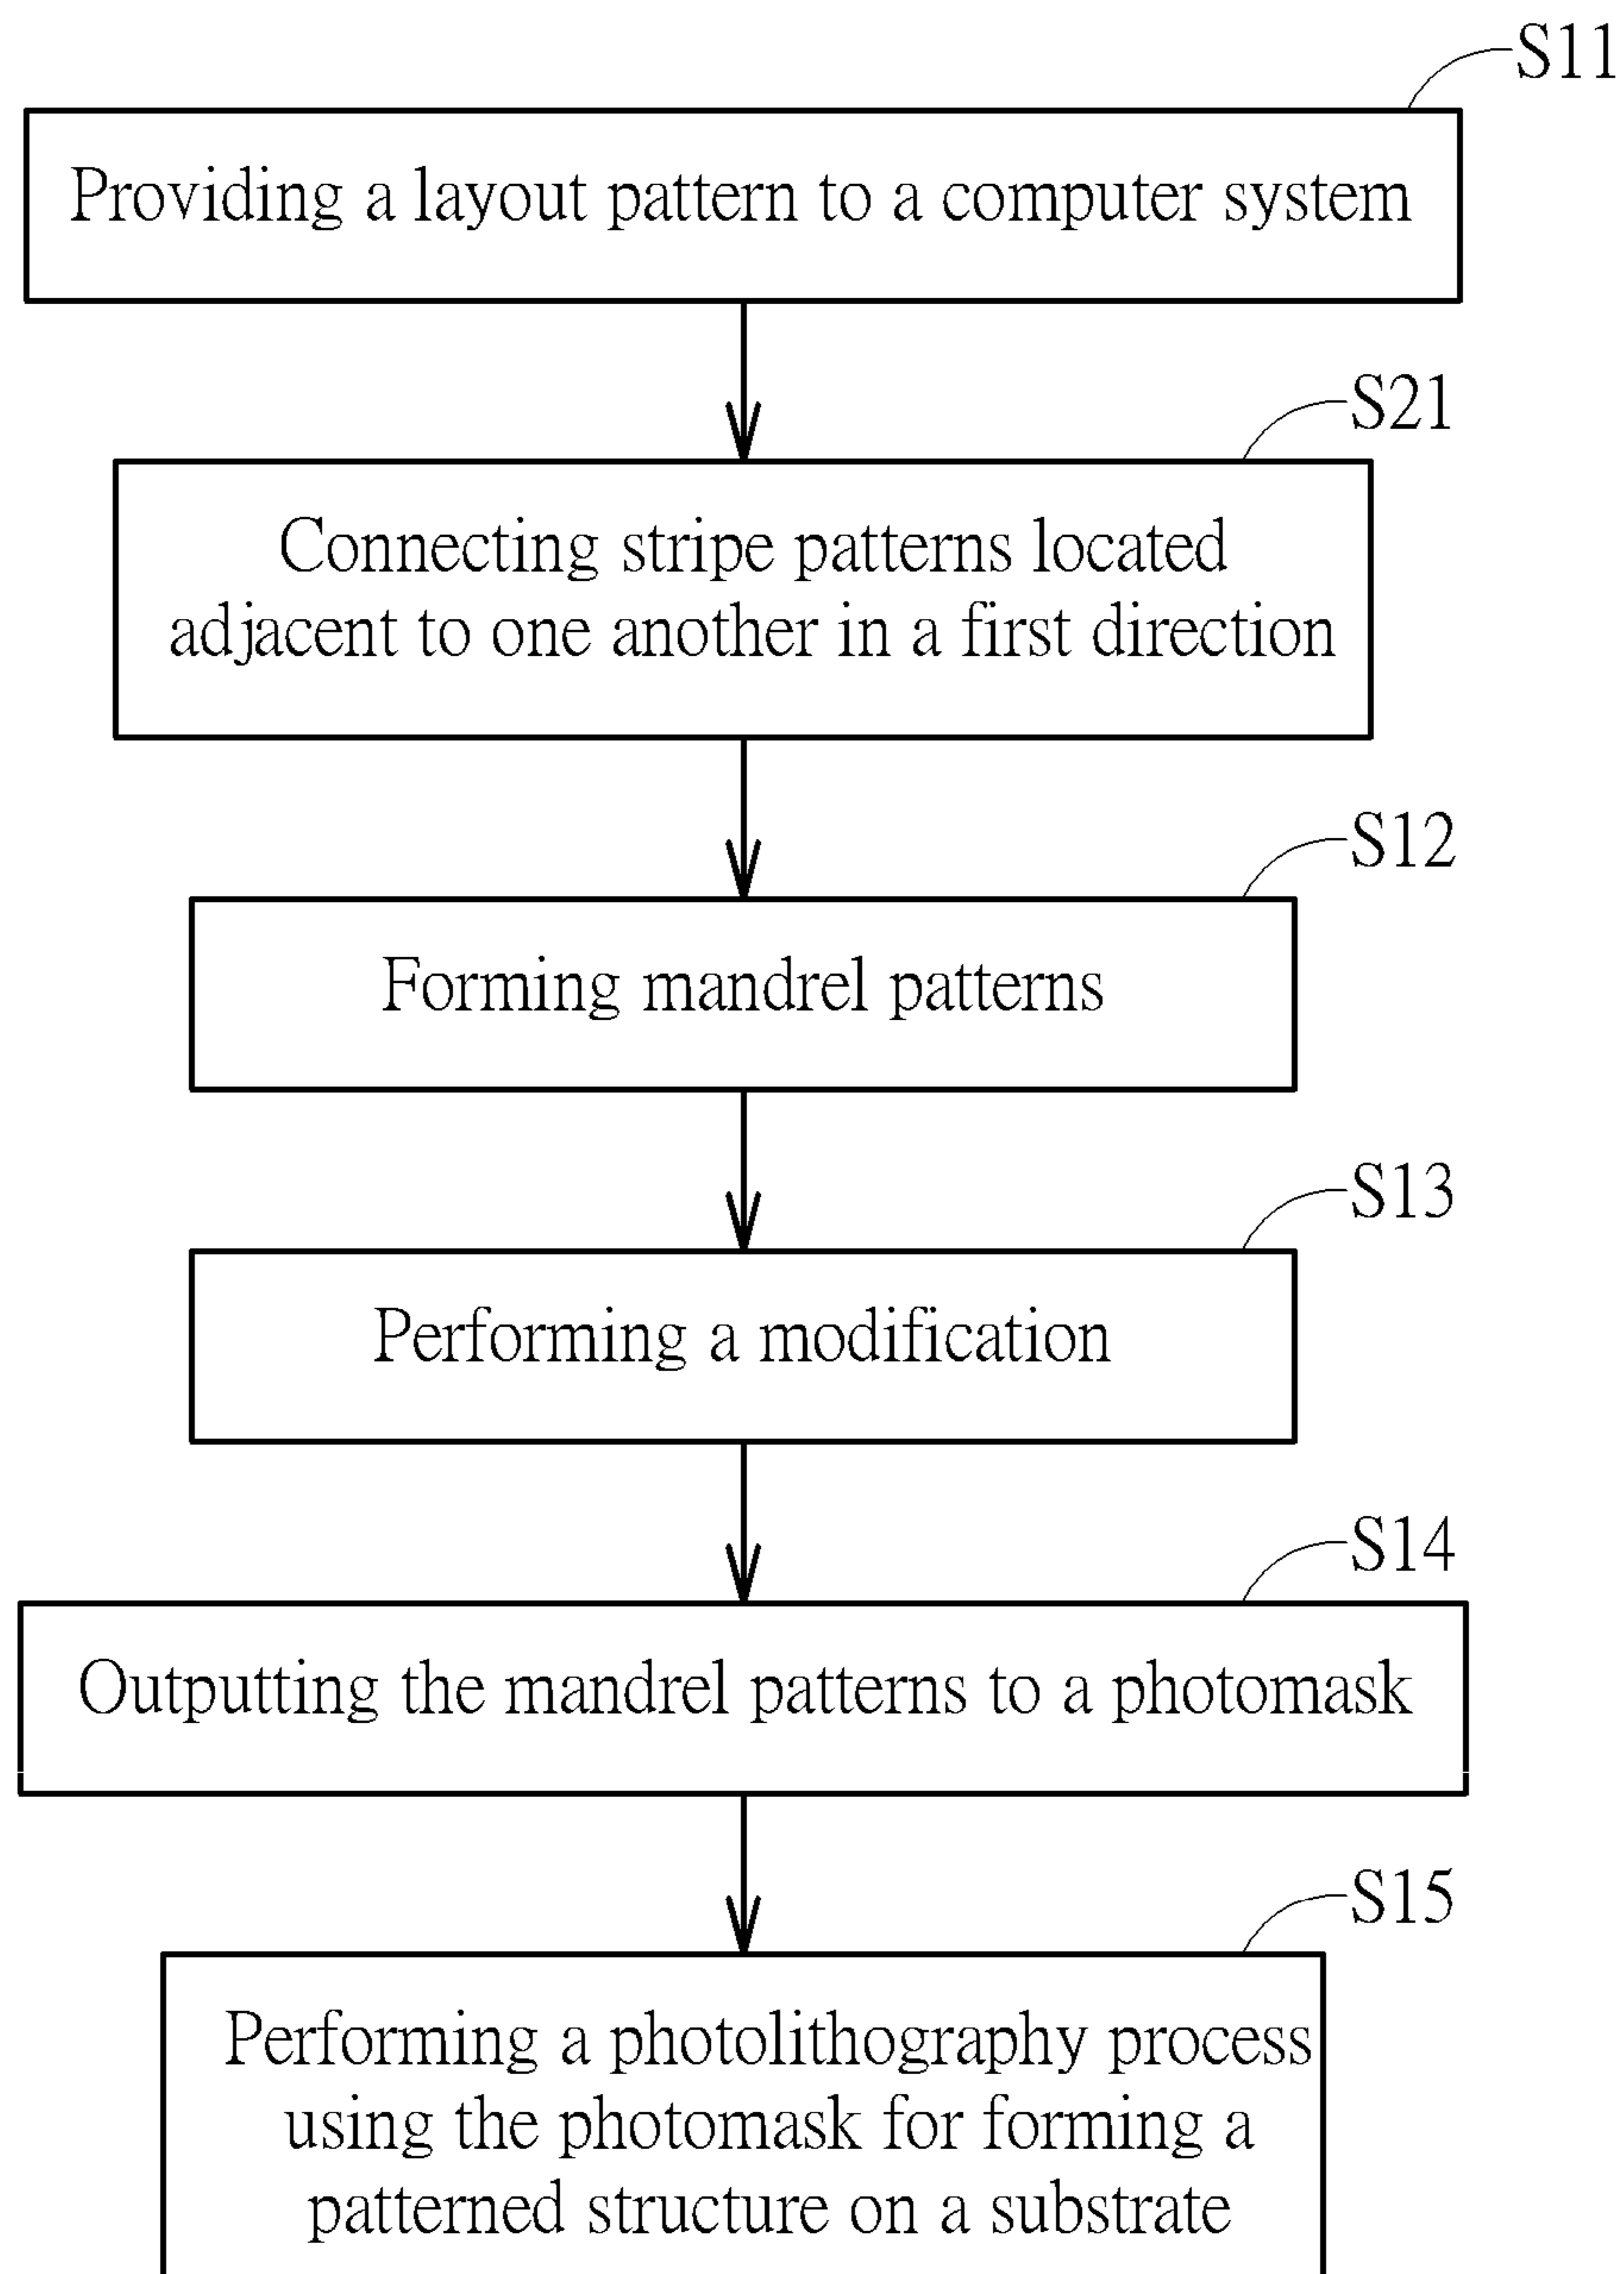 S11
Providing a layout pattern to a computer system
S21
Connecting stripe patterns located
adjacent to one another in a first direction
S12
Forming mandrel patterns
S13
Performing a modification
S14
Outputting the mandrel patterns to a photomask
S15
Performing a photolithography process
using the photomask for forming a
patterned structure on a substrate